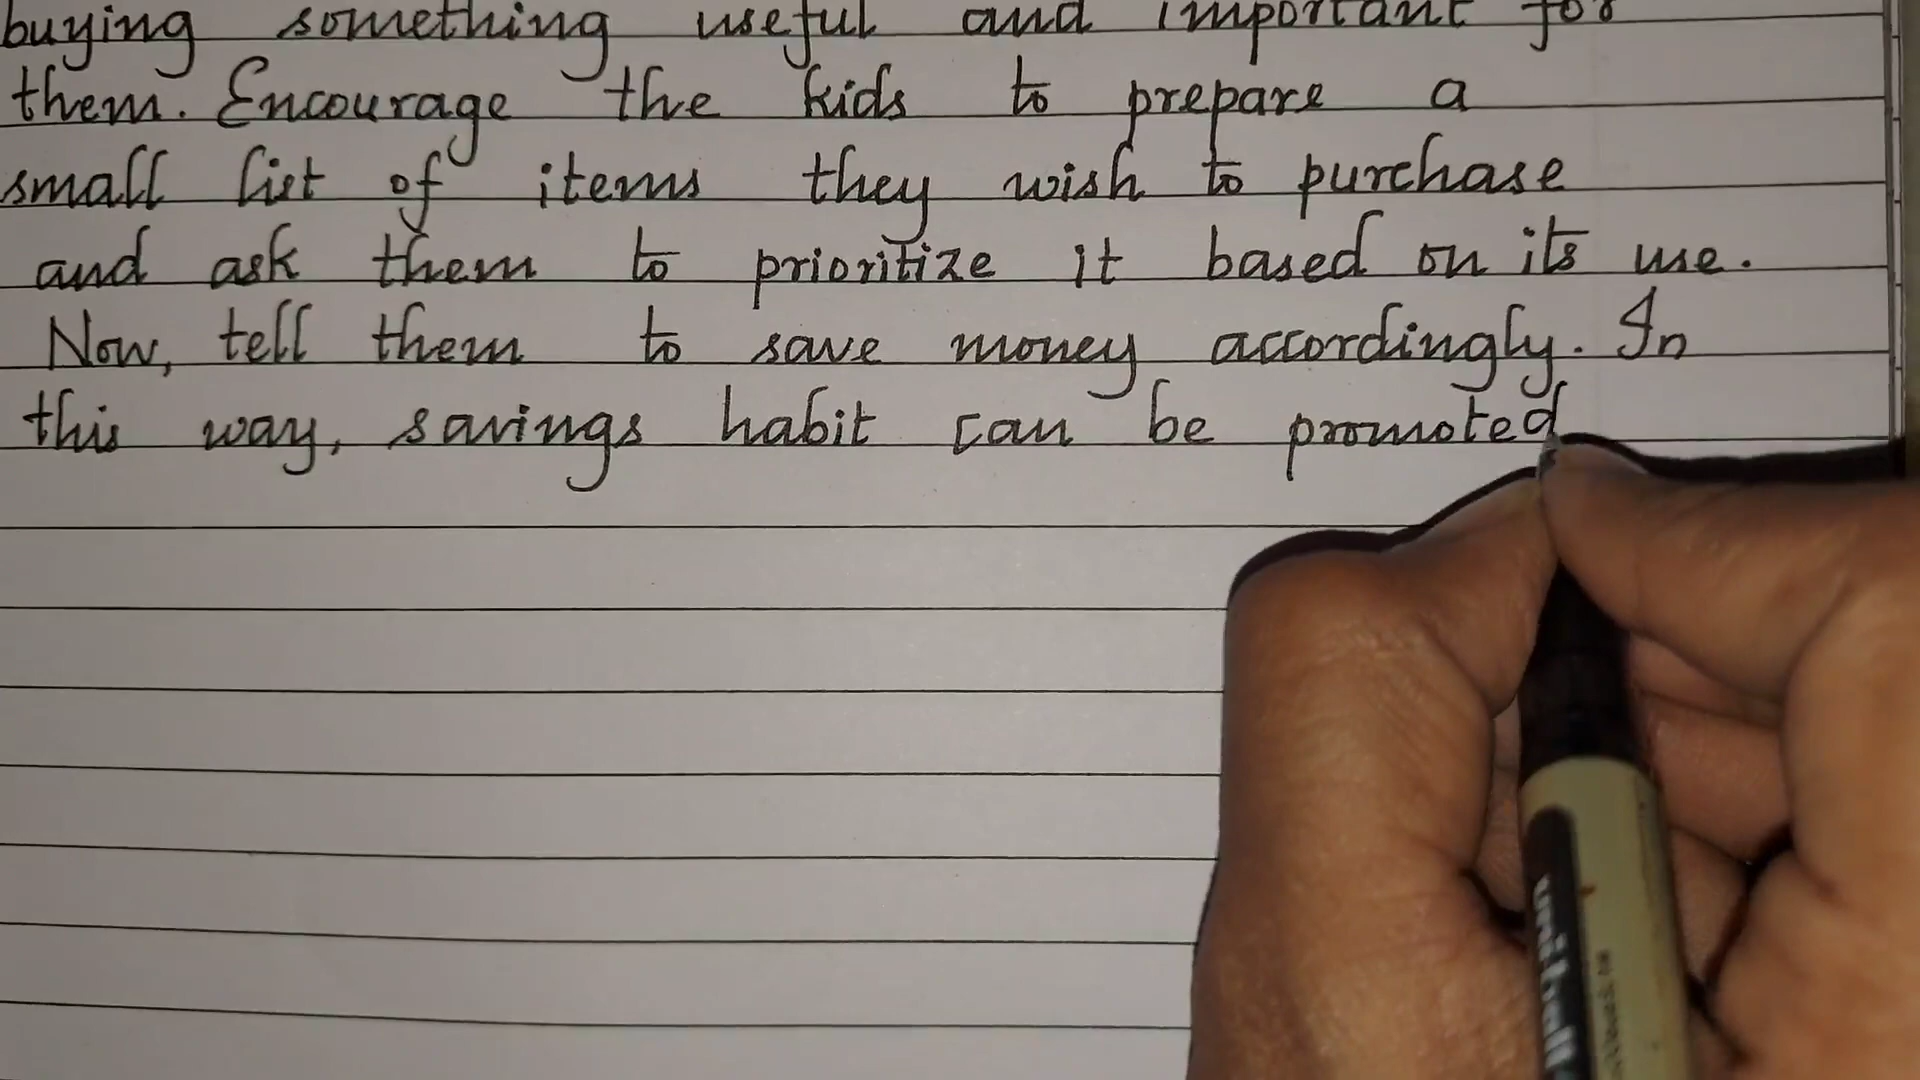 buying something useful and important for
them. Encourage the kids to prepare a
small list of items they wish to purchase
and ask them to prioritize it based on its use.
Now, tell them to save money accordingly. In
this way, savings habit can be promoted
uniball